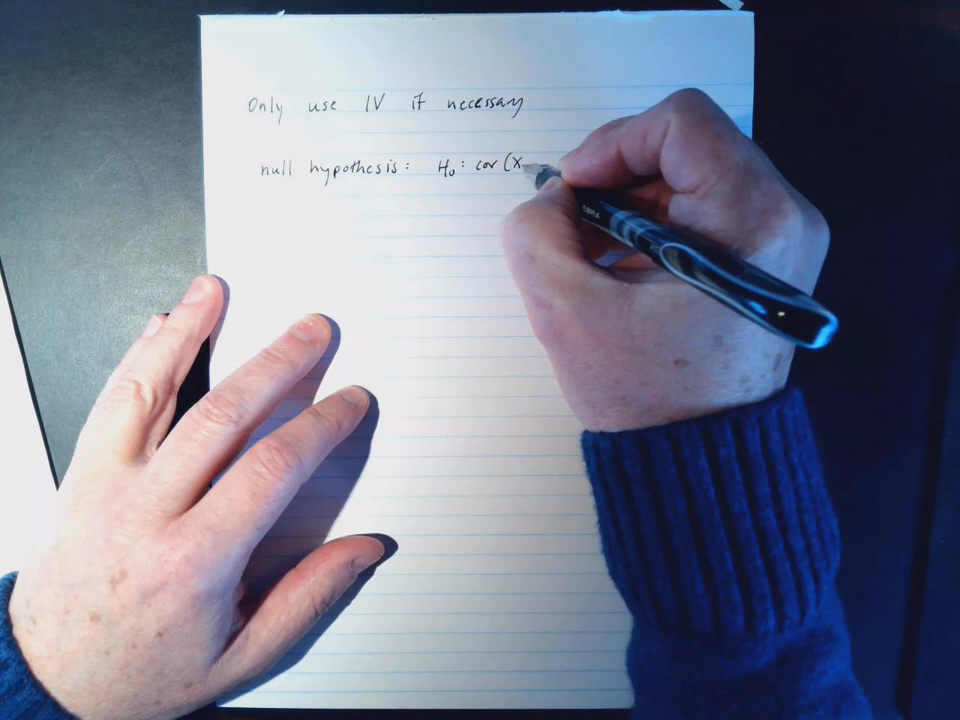 Only use IV if necessary
null hypothesis: H₀: cov (x